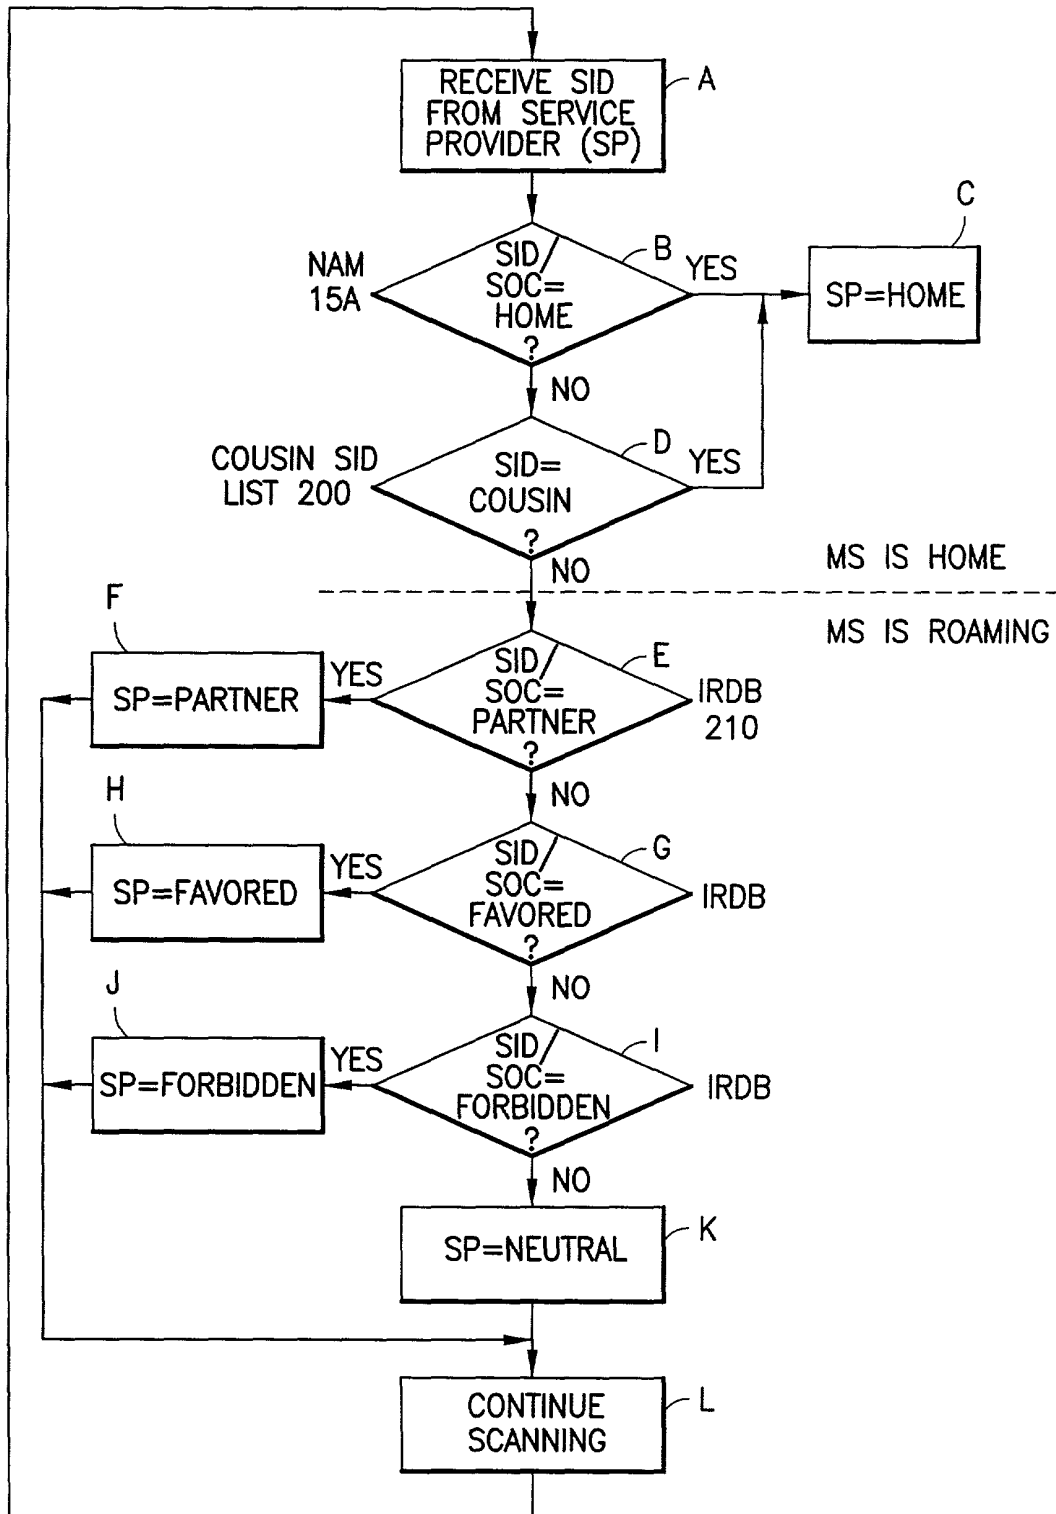 RECEIVE SID
FROM SERVICE
PROVIDER (SP)
A
NAM
15A
SID/
SOC=
HOME
?
B
YES
C
SP=HOME
NO
COUSIN SID
LIST 200
SID=
COUSIN
?
D
YES
NO
MS IS HOME
MS IS ROAMING
F
SP=PARTNER
YES
SID/
SOC=
PARTNER
?
E
IRDB
210
NO
H
SP=FAVORED
YES
SID/
SOC=
FAVORED
?
G
IRDB
NO
J
SP=FORBIDDEN
YES
SID/
SOC=
FORBIDDEN
?
I
IRDB
NO
SP=NEUTRAL
K
CONTINUE
SCANNING
L